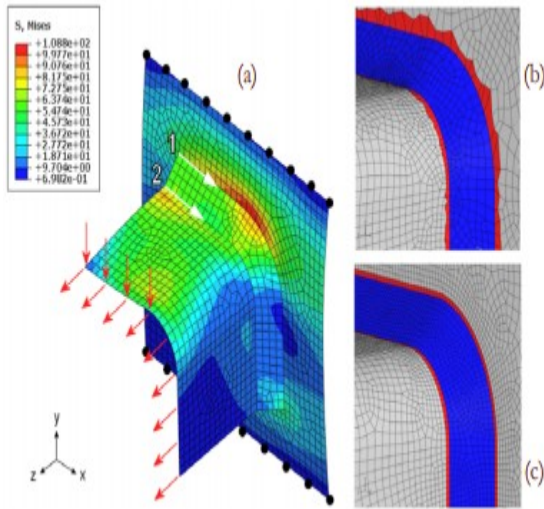 S, Mises
+1.088e+02
+9.977e+01
+9.076e+01
+8.175e+01
+7.275e+01
+6.374e+01
+5.474e+01
+4.573e+01
+3.672e+01
+2.772e+01
+1.871e+01
+9.704e+00
+6.982e-01
(a)
(b)
1
2
y
z
x
(c)